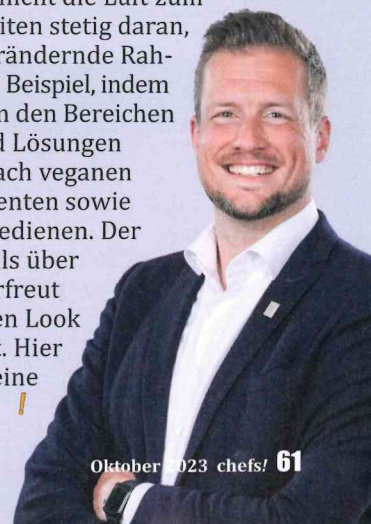 die Luft zum
iten stetig daran,
rändernde Rah-
Beispiel, indem
den Bereichen
Lösungen
ach veganen
enten sowie
edienen. Der
ls über
rfreut
en Look
t. Hier
eine
!
Oktober 2023 chefs! 61